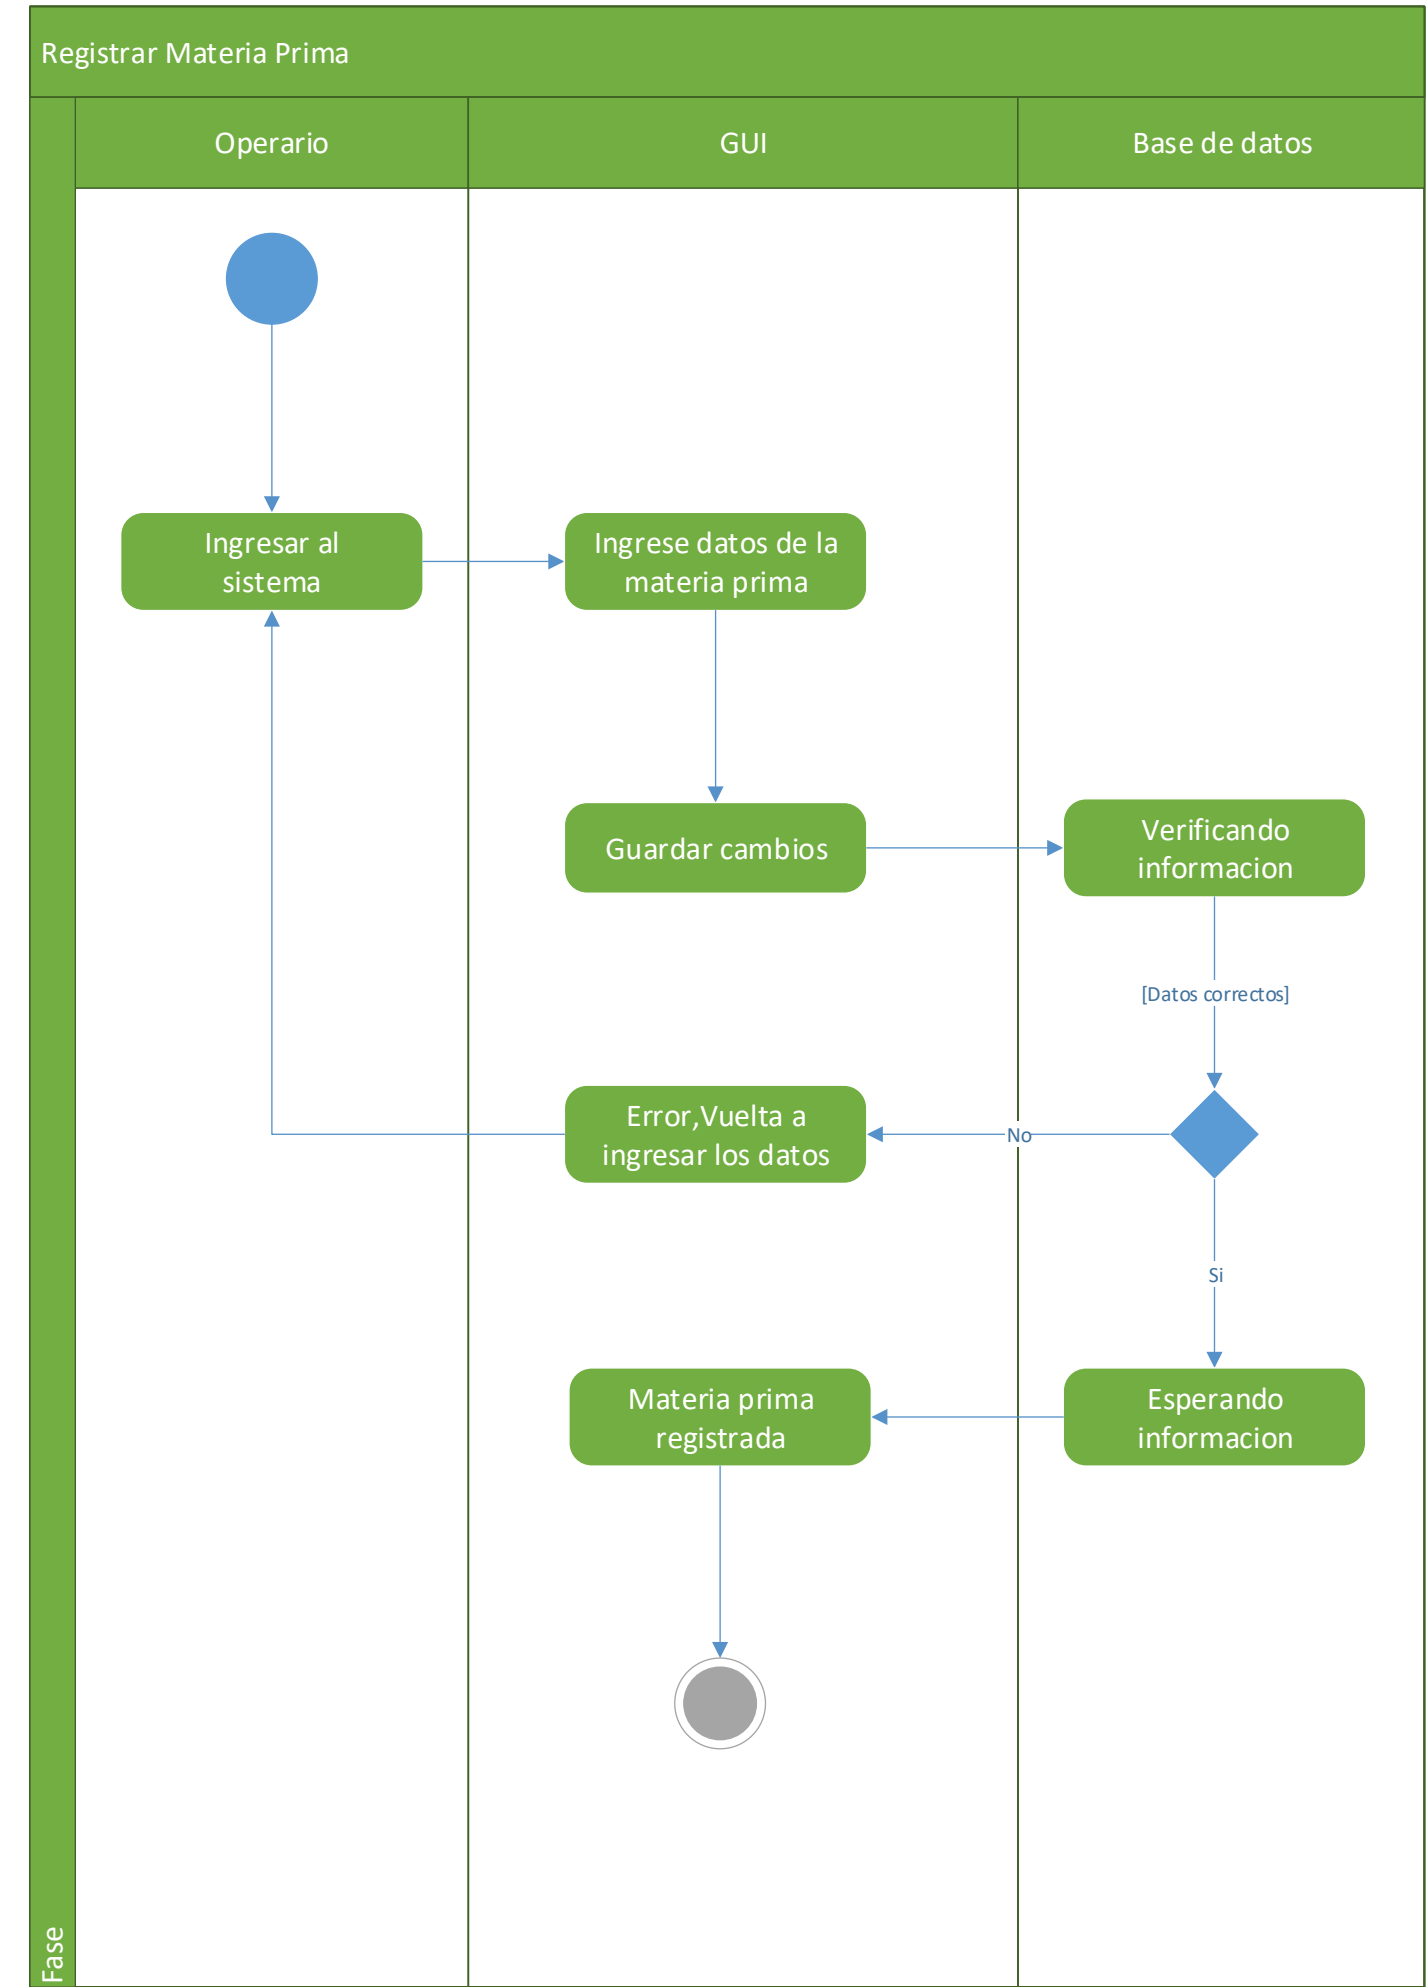 Registrar Materia Prima
Operario
GUI
Base de datos
Ingresar al
sistema
Ingrese datos de la
materia prima
Guardar cambios
Verificando
informacion
[Datos correctos]
Error,Vuelta a
ingresar los datos
No
Si
Materia prima
registrada
Esperando
informacion
Fase